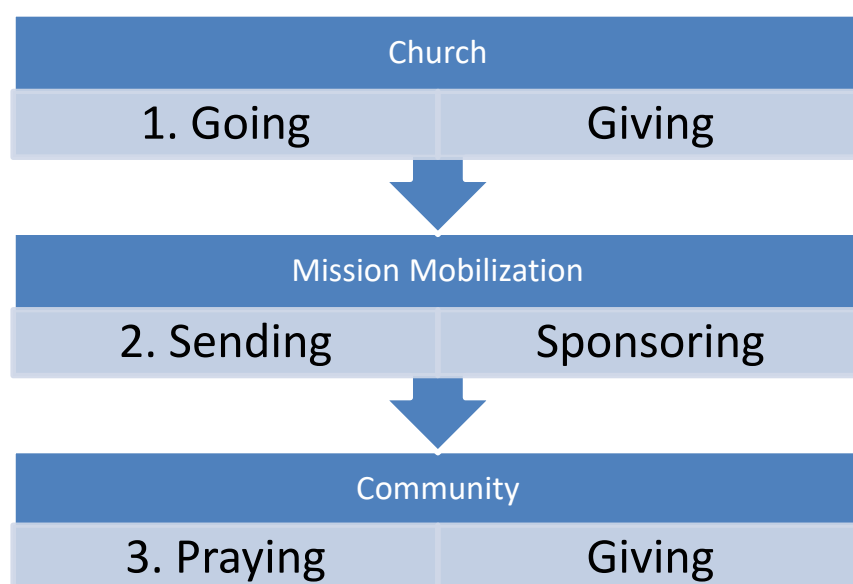 Church
1. Going Giving
Mission Mobilization
2. Sending Sponsoring
Community
3. Praying Giving